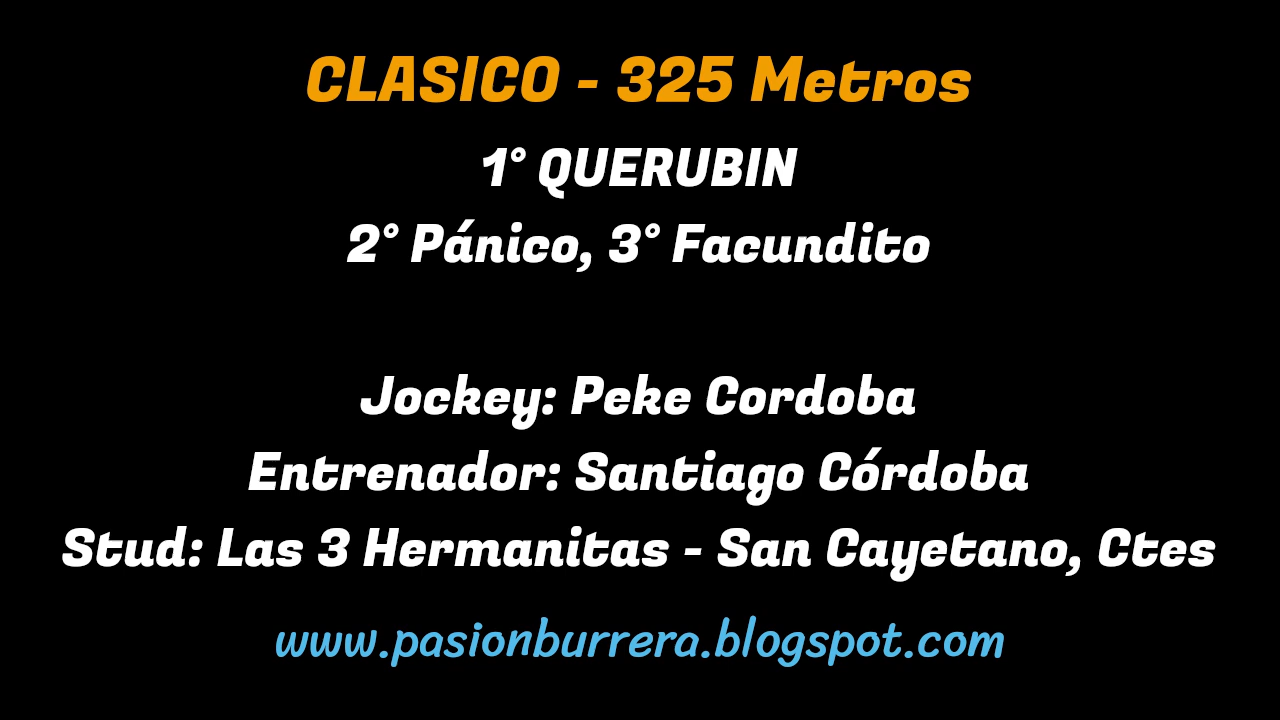 CLASICO - 325 Metros
1° QUERUBIN
2° Pánico, 3° Facundito
Jockey: Peke Cordoba
Entrenador: Santiago Córdoba
Stud: Las 3 Hermanitas - San Cayetano, Ctes
www.pasionburrera.blogspot.com